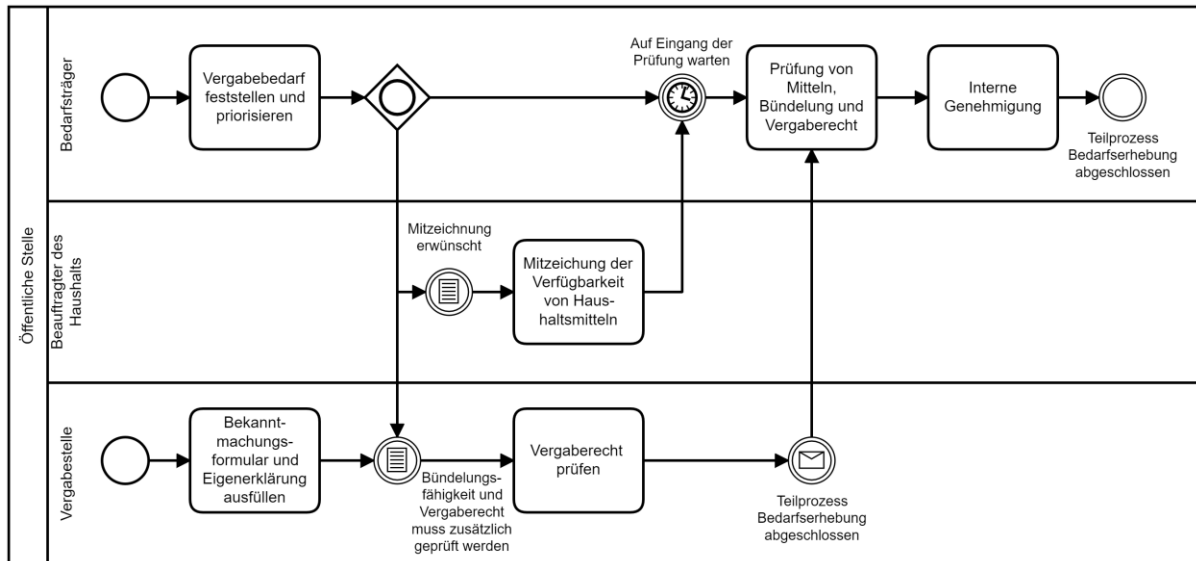 Öffentliche Stelle
Bedarfsträger
Vergabebedarf
feststellen und
priorisieren
Auf Eingang der
Prüfung warten
Prüfung von
Mitteln,
Bündelung und
Vergaberecht
Interne
Genehmigung
Teilprozess
Bedarfserhebung
abgeschlossen
Beauftragter des
Haushalts
Mitzeichnung
erwünscht
Mitzeichung der
Verfügbarkeit
von Haus-
haltsmitteln
Vergabestelle
Bekannt-
machungs-
formular und
Eigenerklärung
ausfüllen
Bündelungs-
fähigkeit und
Vergaberecht
muss zusätzlich
geprüft werden
Vergaberecht
prüfen
Teilprozess
Bedarfserhebung
abgeschlossen